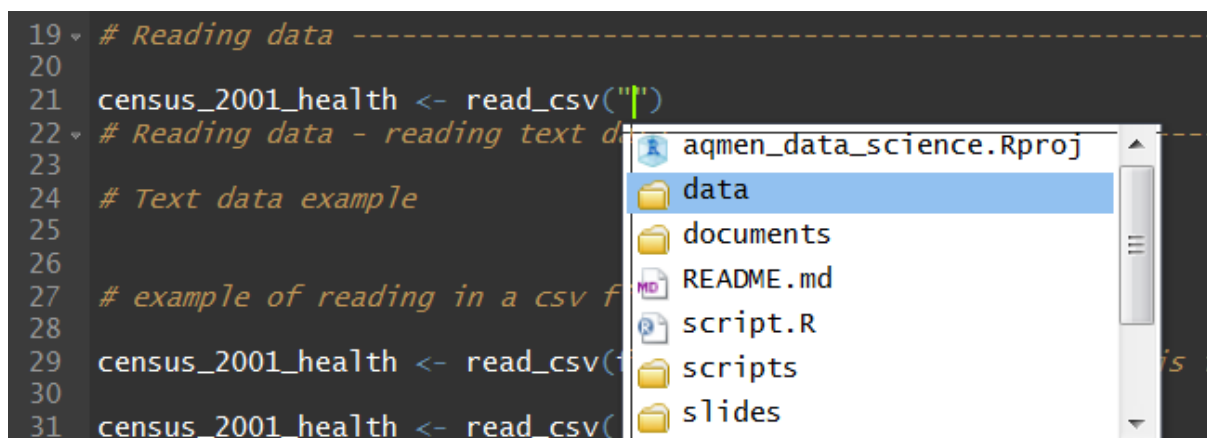 19 # Reading data ----------------------------------------------------
20
21 census_2001_health <- read_csv("")
22 # Reading data - reading text d
23
24 # Text data example
25
26
27 # example of reading in a csv f
28
29 census_2001_health <- read_csv( is
30
31 census_2001_health <- read_csv(
aqmen_data_science.Rproj
data
documents
MD README.md
script.R
scripts
slides